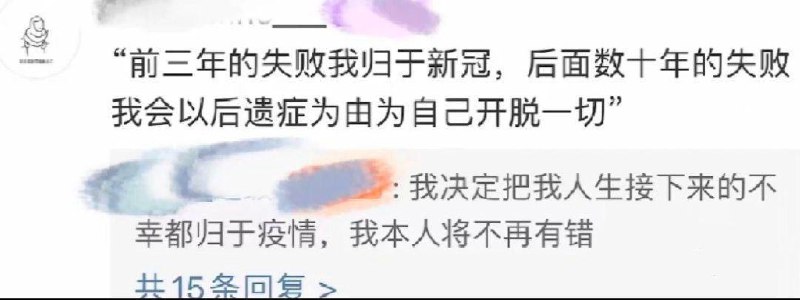 “前三年的失败我归于新冠，后面数十年的失败
我会以后遗症为由为自己开脱一切”
: 我决定把我人生接下来的不
幸都归于疫情，我本人将不再有错
共15条回复 >